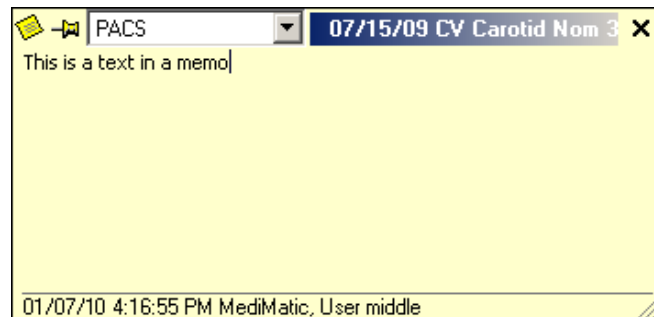 PACS
07/15/09 CV Carotid Nom 3
This is a text in a memo
01/07/10 4:16:55 PM MediMatic, User middle